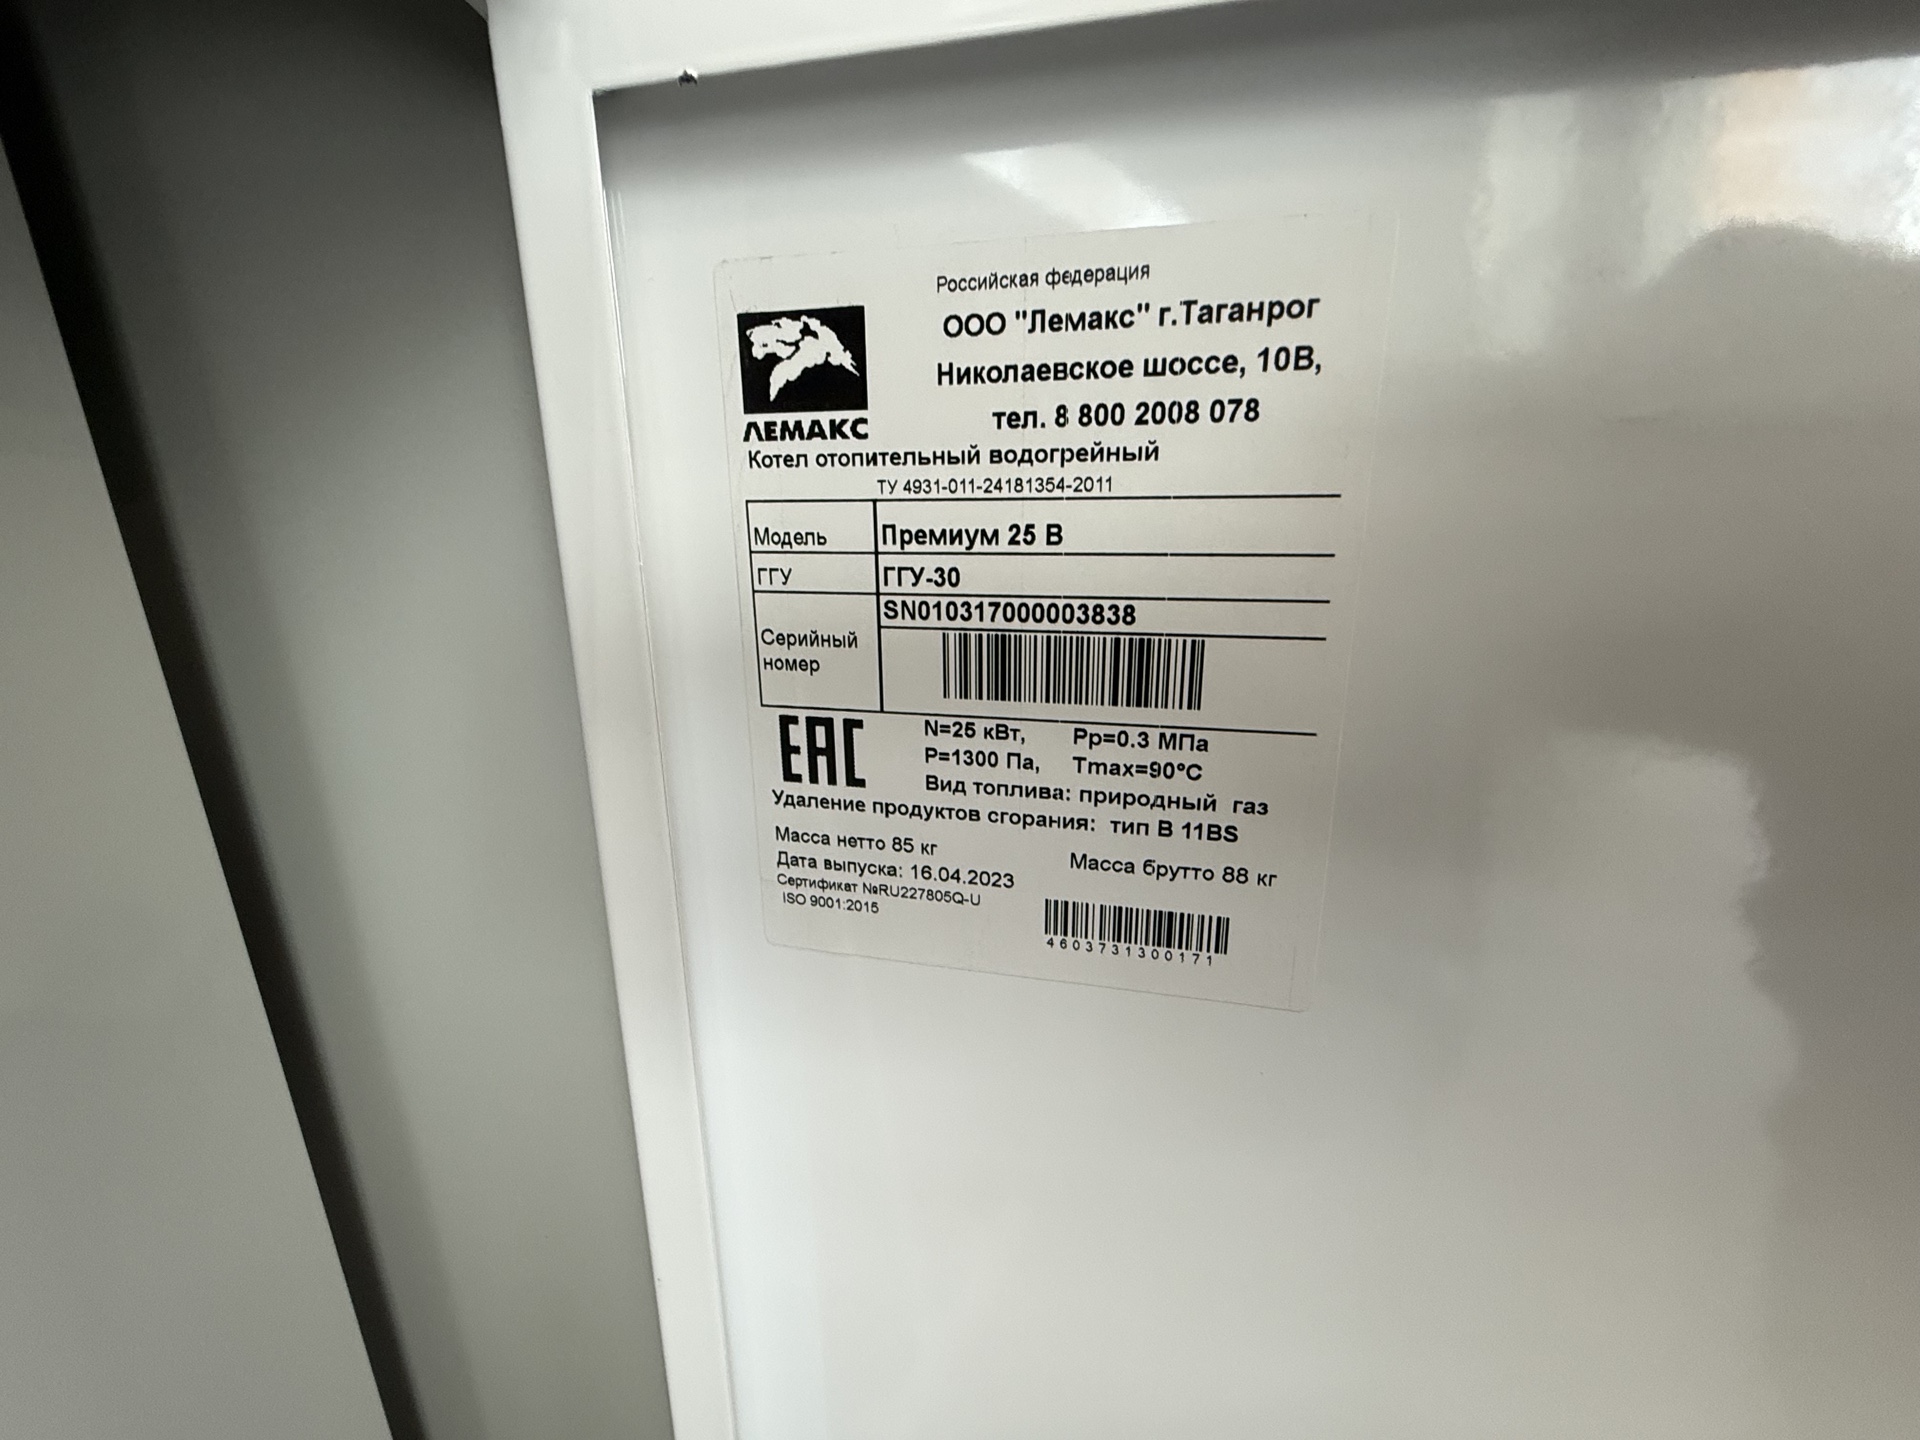 Российская федерация
ООО "Лемакс" г.Таганрог
Николаевское шоссе, 10В,
тел. 8 800 2008 078
ЛЕМАКС
Котел отопительный водогрейный
ТУ 4931-011-24181354-2011
Модель Премиум 25 В
ГГУ ГГУ-30
SN010317000003838
Серийный
номер
ЕАС
N=25 кВт, Рр=0.3 МПа
Р=1300 Па, Тmax=90°С
Вид топлива: природный газ
Удаление продуктов сгорания: тип В 11BS
Масса нетто 85 кг Масса брутто 88 кг
Дата выпуска: 16.04.2023
Сертификат №RU227805Q-U
ISO 9001:2015
4603731300171